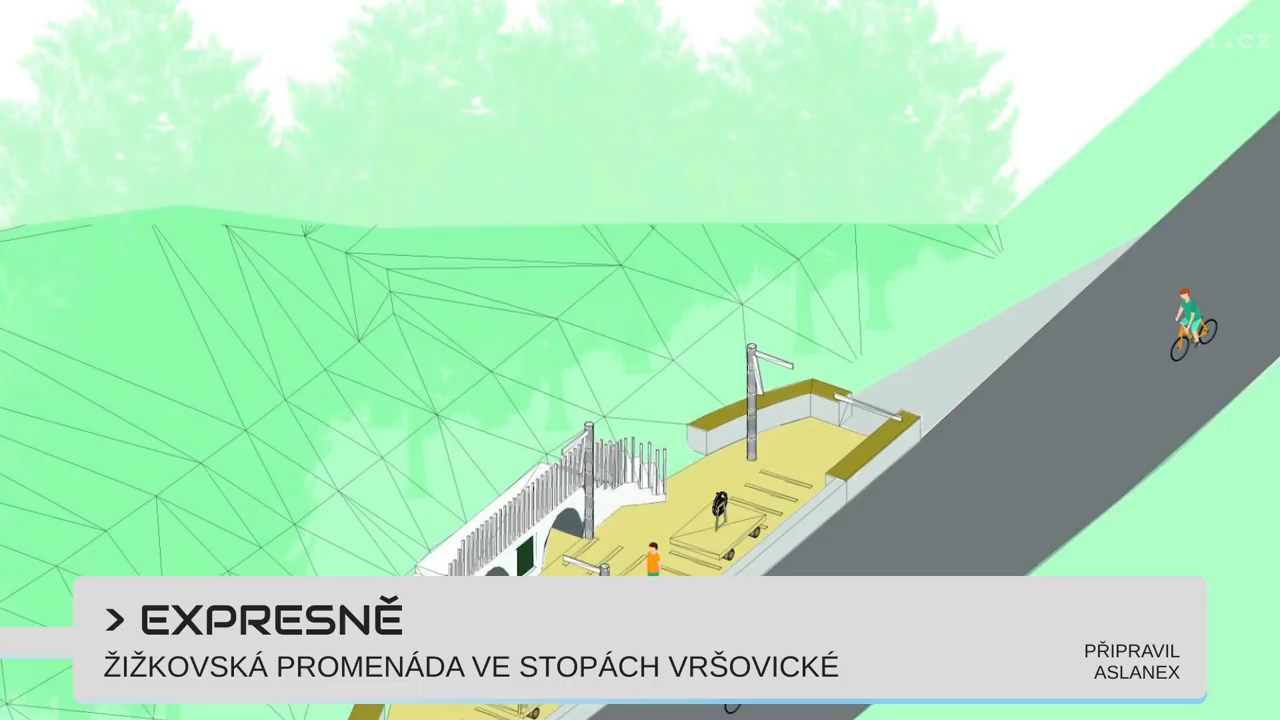 > EXPRESNĚ
ŽIŽKOVSKÁ PROMENÁDA VE STOPÁCH VRŠOVICKÉ
PŘIPRAVIL
ASLANEX